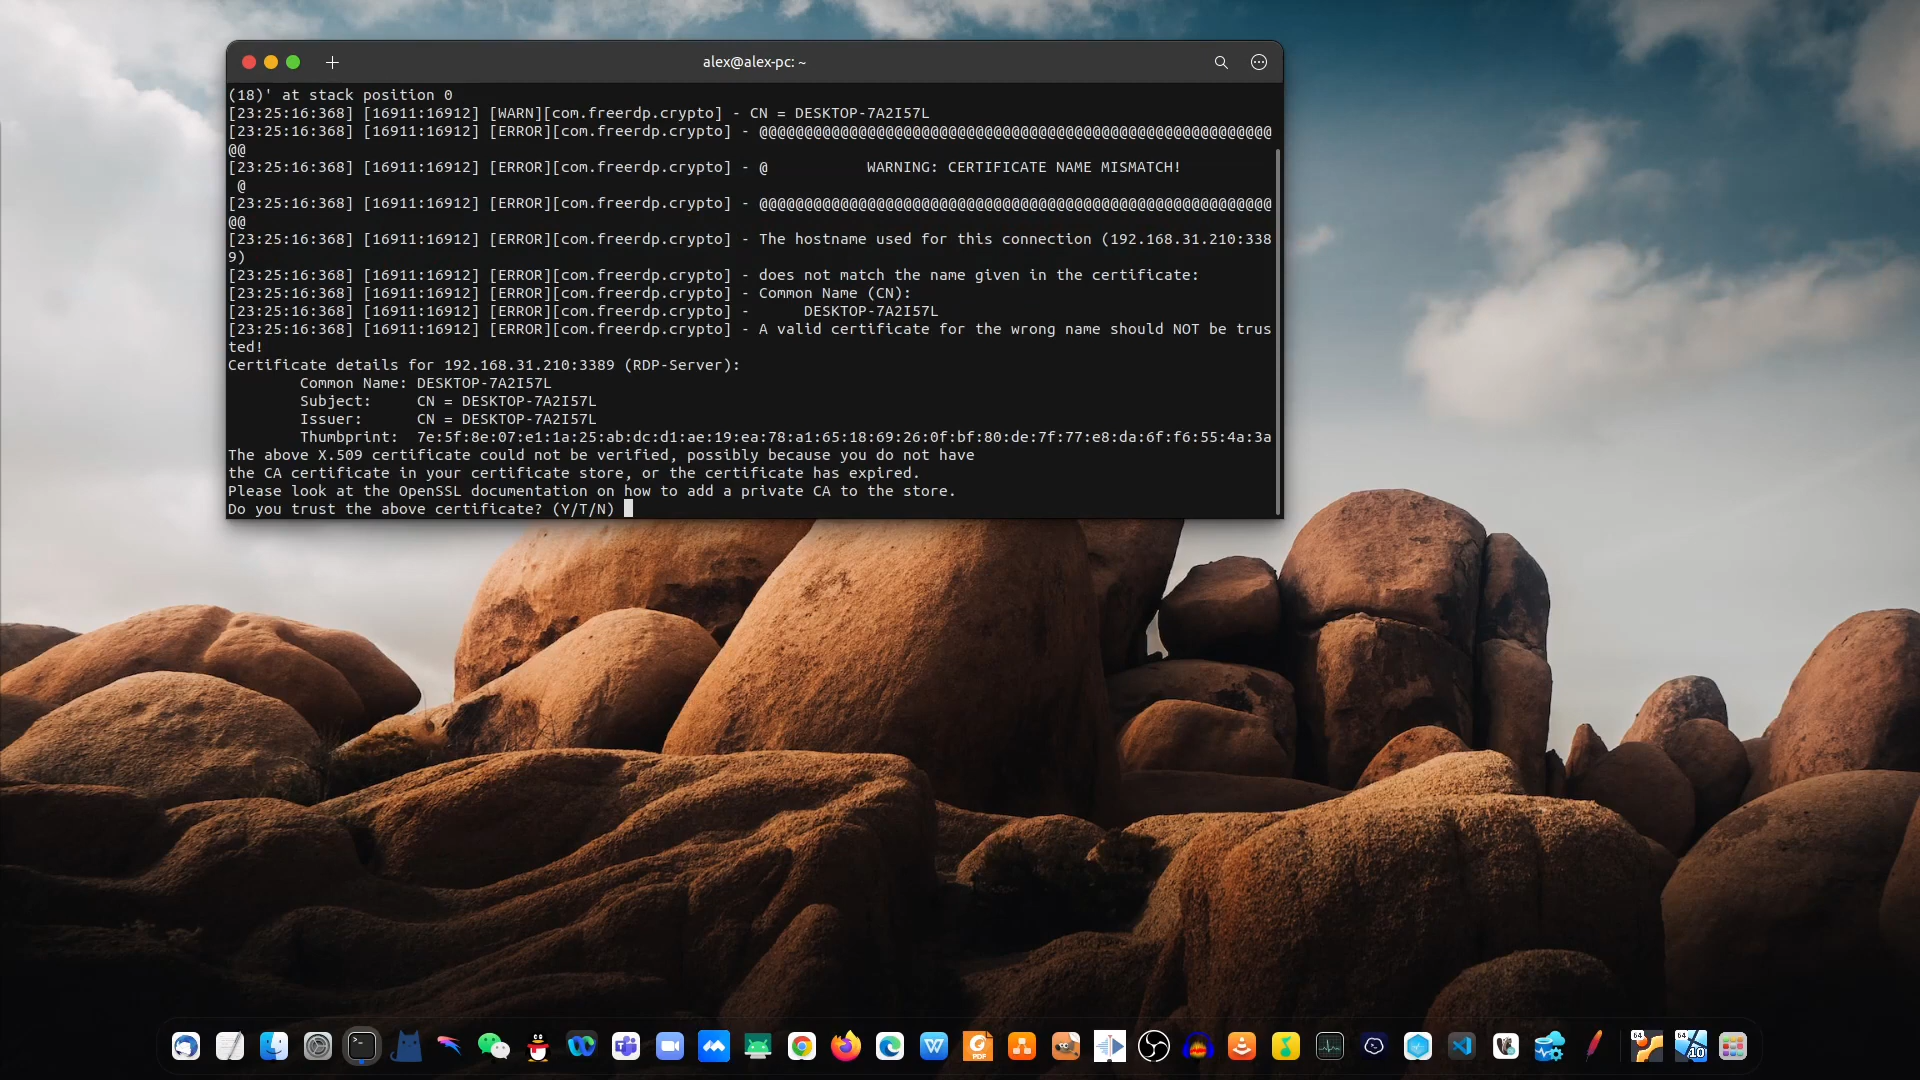 alex@alex-pc: ~
(18)' at stack position 0
[23:25:16:368] [16911:16912] [WARN][com.freerdp.crypto] - CN = DESKTOP-7A2I57L
[23:25:16:368] [16911:16912] [ERROR][com.freerdp.crypto] - @@@@@@@@@@@@@@@@@@@@@@@@@@@@@@@@@@@@@@@@@@@@@@@@@@@@@@@@@
@@
[23:25:16:368] [16911:16912] [ERROR][com.freerdp.crypto] - @           WARNING: CERTIFICATE NAME MISMATCH!
 @
[23:25:16:368] [16911:16912] [ERROR][com.freerdp.crypto] - @@@@@@@@@@@@@@@@@@@@@@@@@@@@@@@@@@@@@@@@@@@@@@@@@@@@@@@@@
@@
[23:25:16:368] [16911:16912] [ERROR][com.freerdp.crypto] - The hostname used for this connection (192.168.31.210:338
9)
[23:25:16:368] [16911:16912] [ERROR][com.freerdp.crypto] - does not match the name given in the certificate:
[23:25:16:368] [16911:16912] [ERROR][com.freerdp.crypto] - Common Name (CN):
[23:25:16:368] [16911:16912] [ERROR][com.freerdp.crypto] -      DESKTOP-7A2I57L
[23:25:16:368] [16911:16912] [ERROR][com.freerdp.crypto] - A valid certificate for the wrong name should NOT be trus
ted!
Certificate details for 192.168.31.210:3389 (RDP-Server):
        Common Name: DESKTOP-7A2I57L
        Subject:     CN = DESKTOP-7A2I57L
        Issuer:      CN = DESKTOP-7A2I57L
        Thumbprint:  7e:5f:8e:07:e1:1a:25:ab:dc:d1:ae:19:ea:78:a1:65:18:69:26:0f:bf:80:de:7f:77:e8:da:6f:f6:55:4a:3a
The above X.509 certificate could not be verified, possibly because you do not have
the CA certificate in your certificate store, or the certificate has expired.
Please look at the OpenSSL documentation on how to add a private CA to the store.
Do you trust the above certificate? (Y/T/N)
PDF
64
64
10